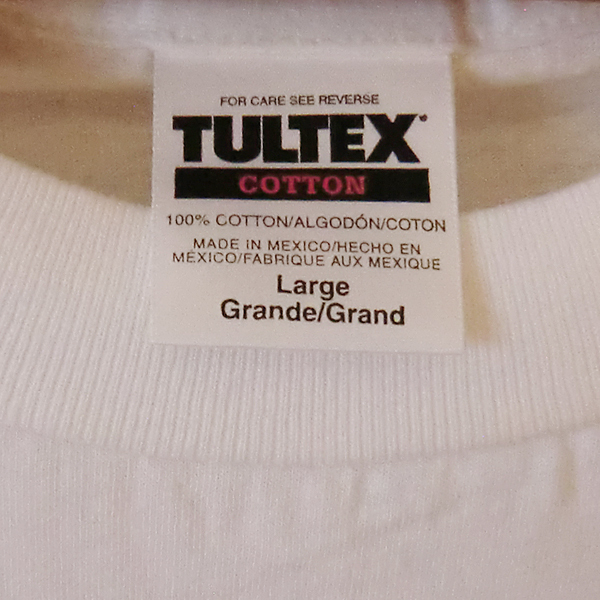 FOR CARE SEE REVERSE
TULTEX®
COTTON
100% COTTON/ALGODÓN/COTON
MADE IN MEXICO/HECHO EN
MÉXICO/FABRIQUE AUX MEXIQUE
Large
Grande/Grand